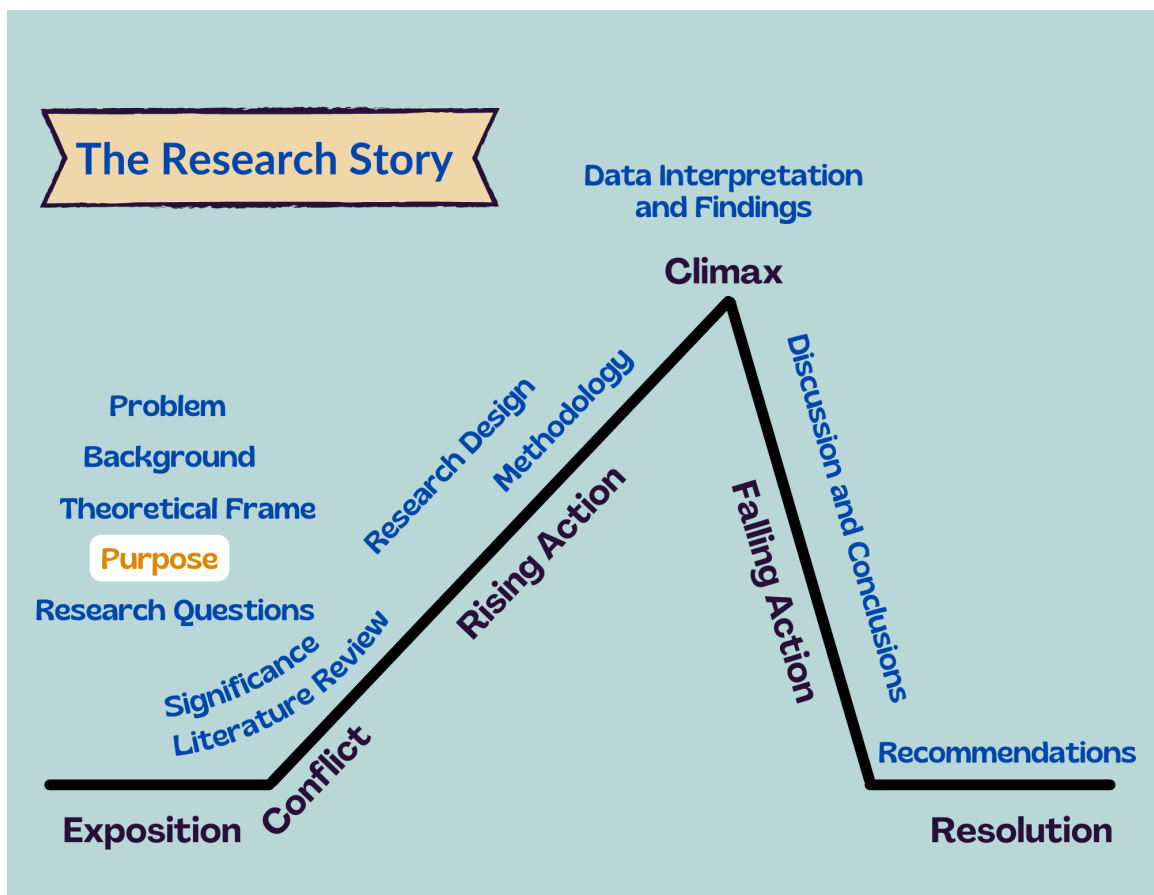 The Research Story
Data Interpretation
and Findings
Climax
Problem
Background
Theoretical Frame
Purpose
Research Questions
Significance
Literature Review
Research Design
Methodology
Rising Action
Discussion and Conclusions
Falling Action
Conflict
Exposition
Recommendations
Resolution